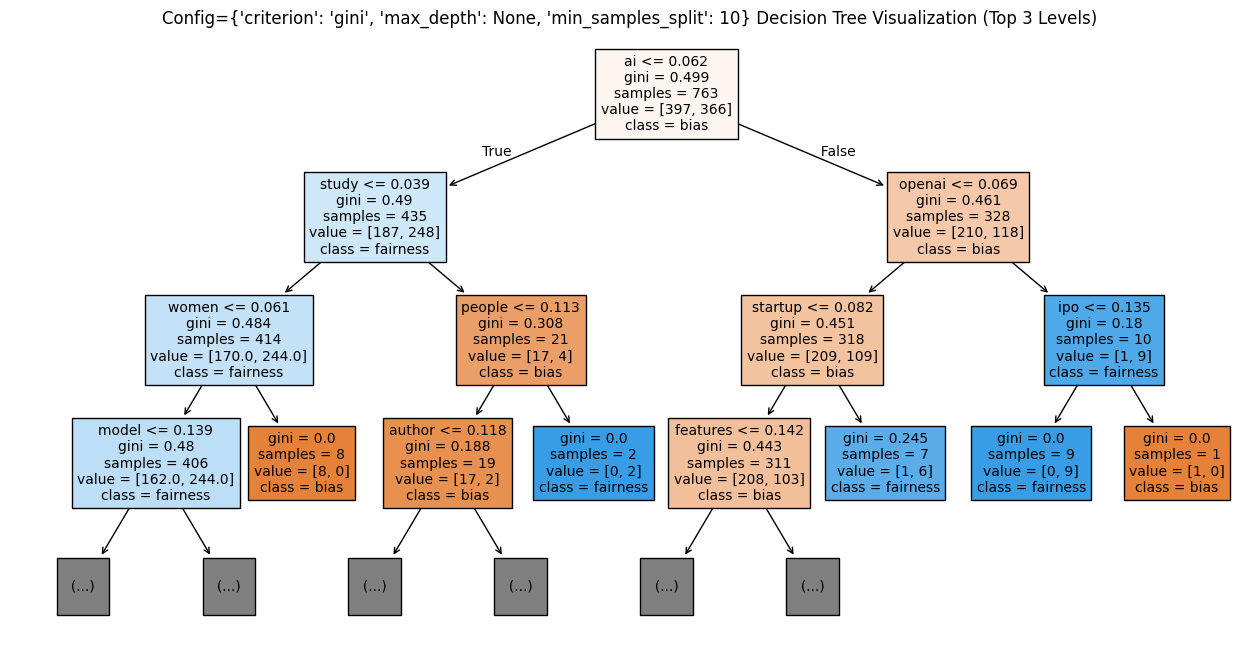 Config={'criterion': 'gini', 'max_depth': None, 'min_samples_split': 10} Decision Tree Visualization (Top 3 Levels)
ai <= 0.062
gini = 0.499
samples = 763
value = [397, 366]
class = bias
True
False
study <= 0.039
gini = 0.49
samples = 435
value = [187, 248]
class = fairness
openai <= 0.069
gini = 0.461
samples = 328
value = [210, 118]
class = bias
women <= 0.061
gini = 0.484
samples = 414
value = [170.0, 244.0]
class = fairness
people <= 0.113
gini = 0.308
samples = 21
value = [17, 4]
class = bias
startup <= 0.082
gini = 0.451
samples = 318
value = [209, 109]
class = bias
ipo <= 0.135
gini = 0.18
samples = 10
value = [1, 9]
class = fairness
model <= 0.139
gini = 0.48
samples = 406
value = [162.0, 244.0]
class = fairness
gini = 0.0
samples = 8
value = [8, 0]
class = bias
author <= 0.118
gini = 0.188
samples = 19
value = [17, 2]
class = bias
gini = 0.0
samples = 2
value = [0, 2]
class = fairness
features <= 0.142
gini = 0.443
samples = 311
value = [208, 103]
class = bias
gini = 0.245
samples = 7
value = [1, 6]
class = fairness
gini = 0.0
samples = 9
value = [0, 9]
class = fairness
gini = 0.0
samples = 1
value = [1, 0]
class = bias
(...)
(...)
(...)
(...)
(...)
(...)